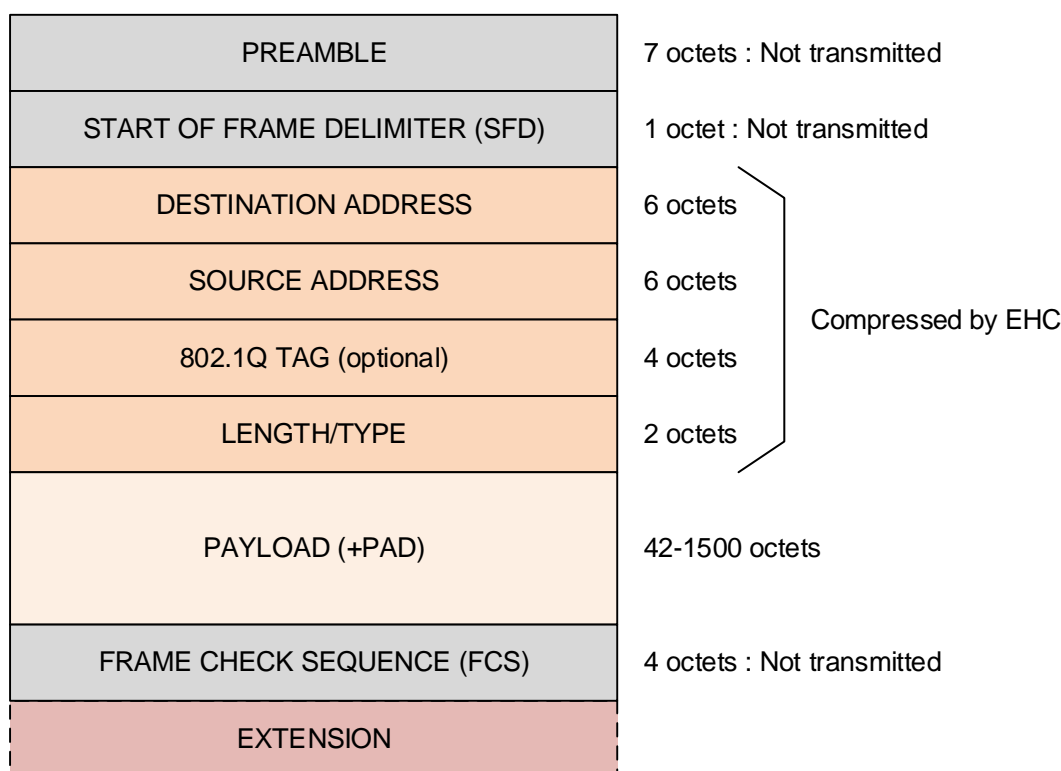 PREAMBLE
7 octets : Not transmitted
START OF FRAME DELIMITER (SFD)
1 octet : Not transmitted
DESTINATION ADDRESS
6 octets
SOURCE ADDRESS
6 octets
Compressed by EHC
802.1Q TAG (optional)
4 octets
LENGTH/TYPE
2 octets
PAYLOAD (+PAD)
42-1500 octets
FRAME CHECK SEQUENCE (FCS)
4 octets : Not transmitted
EXTENSION